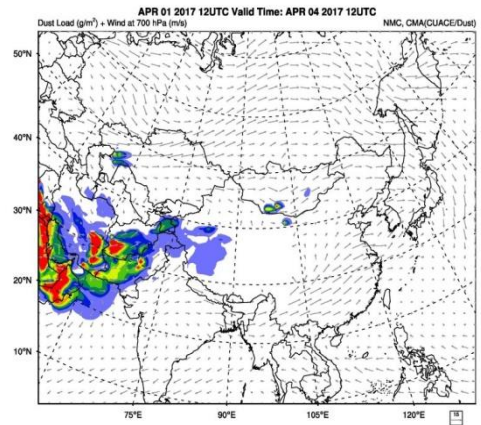 APR 01 2017 12UTC Valid Time: APR 04 2017 12UTC
Dust Load (g/m²) + Wind at 700 hPa (m/s) NMC, CMA(CUACE/Dust)
50°N
40°N
30°N
20°N
10°N
75°E 90°E 105°E 120°E